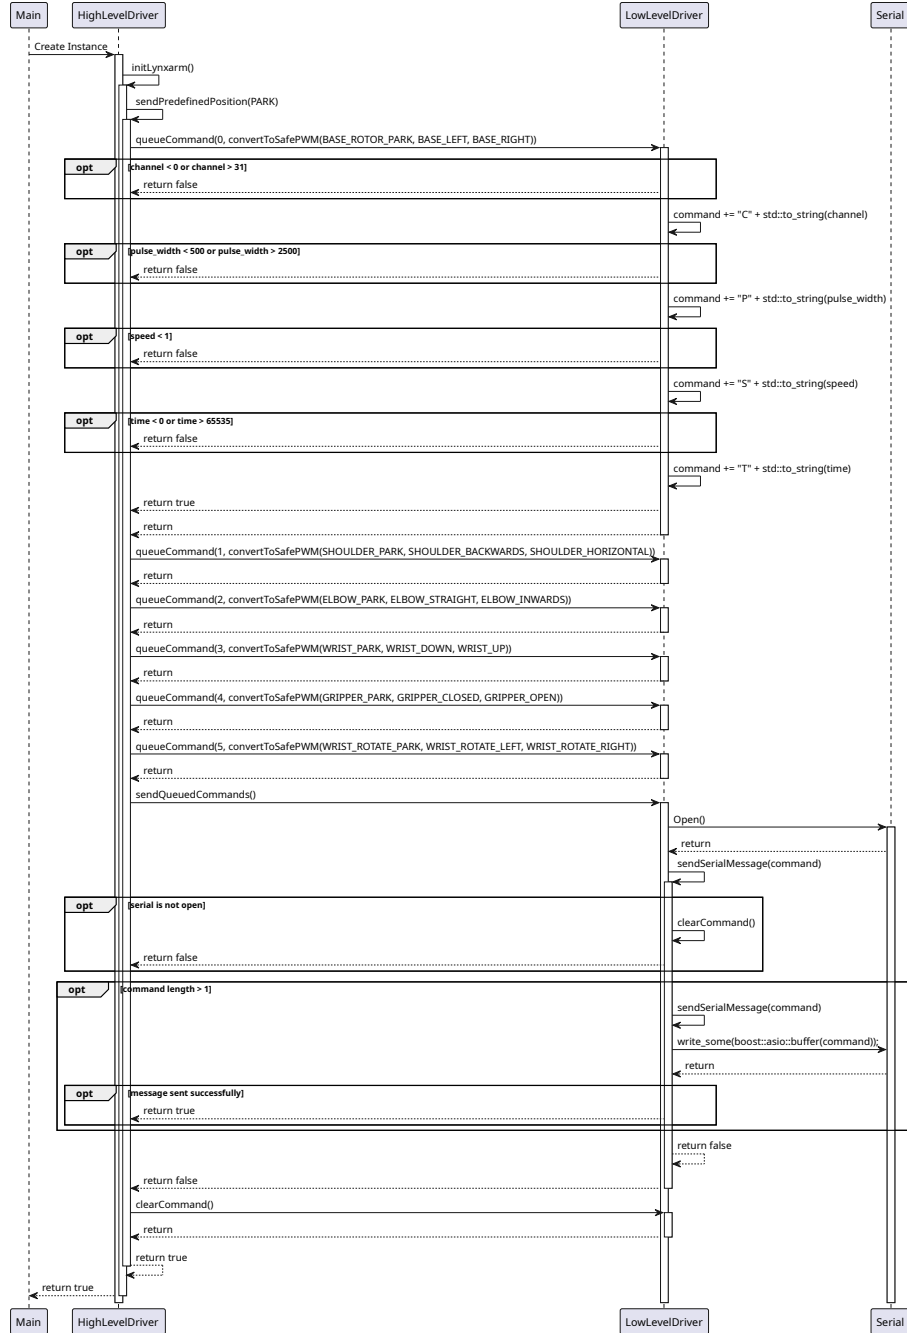 Main HighLevelDriver LowLevelDriver Serial
Create Instance
initLynxarm()
sendPredefinedPosition(PARK)
queueCommand(0, convertToSafePWM(BASE_ROTOR_PARK, BASE_LEFT, BASE_RIGHT))
opt [channel < 0 or channel > 31]
return false
command += "C" + std::to_string(channel)
opt [pulse_width < 500 or pulse_width > 2500]
return false
command += "P" + std::to_string(pulse_width)
opt [speed < 1]
return false
command += "S" + std::to_string(speed)
opt [time < 0 or time > 65535]
return false
command += "T" + std::to_string(time)
return true
return
queueCommand(1, convertToSafePWM(SHOULDER_PARK, SHOULDER_BACKWARDS, SHOULDER_HORIZONTAL))
return
queueCommand(2, convertToSafePWM(ELBOW_PARK, ELBOW_STRAIGHT, ELBOW_INWARDS))
return
queueCommand(3, convertToSafePWM(WRIST_PARK, WRIST_DOWN, WRIST_UP))
return
queueCommand(4, convertToSafePWM(GRIPPER_PARK, GRIPPER_CLOSED, GRIPPER_OPEN))
return
queueCommand(5, convertToSafePWM(WRIST_ROTATE_PARK, WRIST_ROTATE_LEFT, WRIST_ROTATE_RIGHT))
return
sendQueuedCommands()
Open()
return
sendSerialMessage(command)
opt [serial is not open]
clearCommand()
return false
opt [command length > 1]
sendSerialMessage(command)
write_some(boost::asio::buffer(command));
return
opt [message sent successfully]
return true
return false
return false
clearCommand()
return
return true
return true
Main HighLevelDriver LowLevelDriver Serial